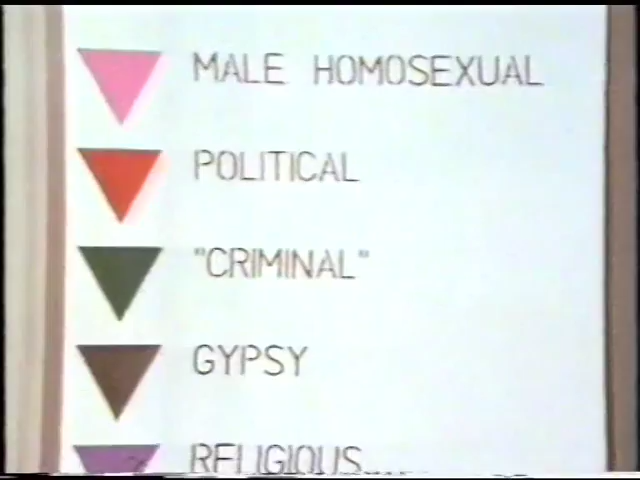 MALE HOMOSEXUAL
POLITICAL
"CRIMINAL"
GYPSY
RELIGIOUS